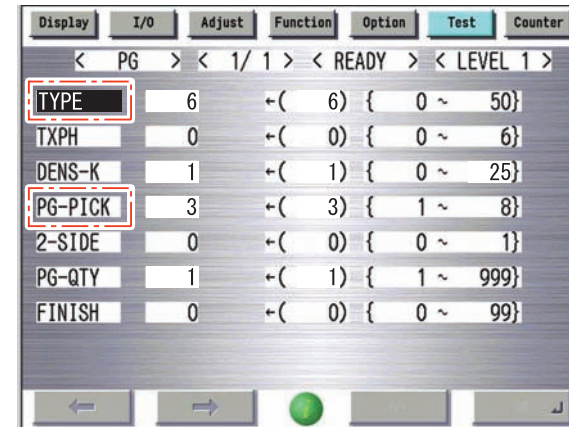 Display I/O Adjust Function Option Test Counter
< PG > < 1/ 1 > < READY > < LEVEL 1 >
TYPE 6 ←( 6) { 0 ~ 50}
TXPH 0 ←( 0) { 0 ~ 6}
DENS-K 1 ←( 1) { 0 ~ 25}
PG-PICK 3 ←( 3) { 1 ~ 8}
2-SIDE 0 ←( 0) { 0 ~ 1}
PG-QTY 1 ←( 1) { 1 ~ 999}
FINISH 0 ←( 0) { 0 ~ 99}